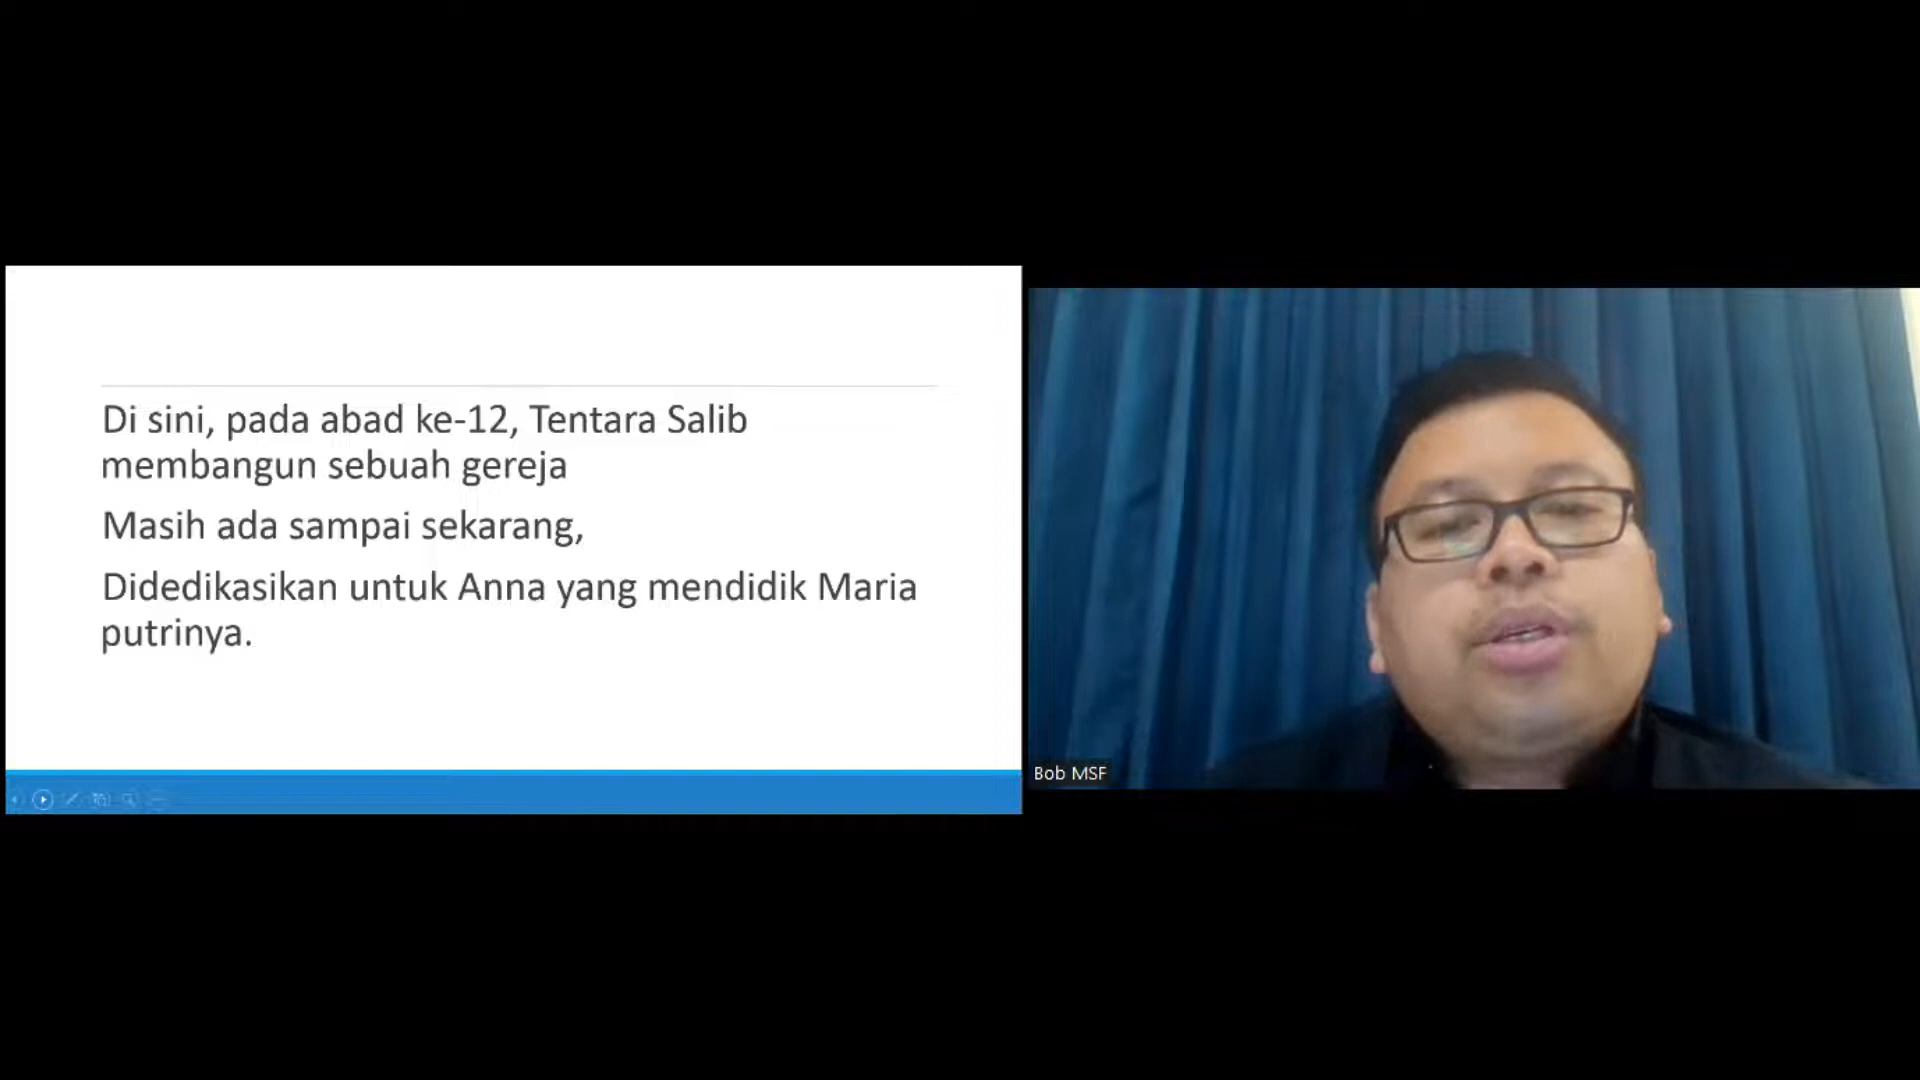 Di sini, pada abad ke-12, Tentara Salib
membangun sebuah gereja
Masih ada sampai sekarang,
Didedikasikan untuk Anna yang mendidik Maria
putrinya.
Bob MSF